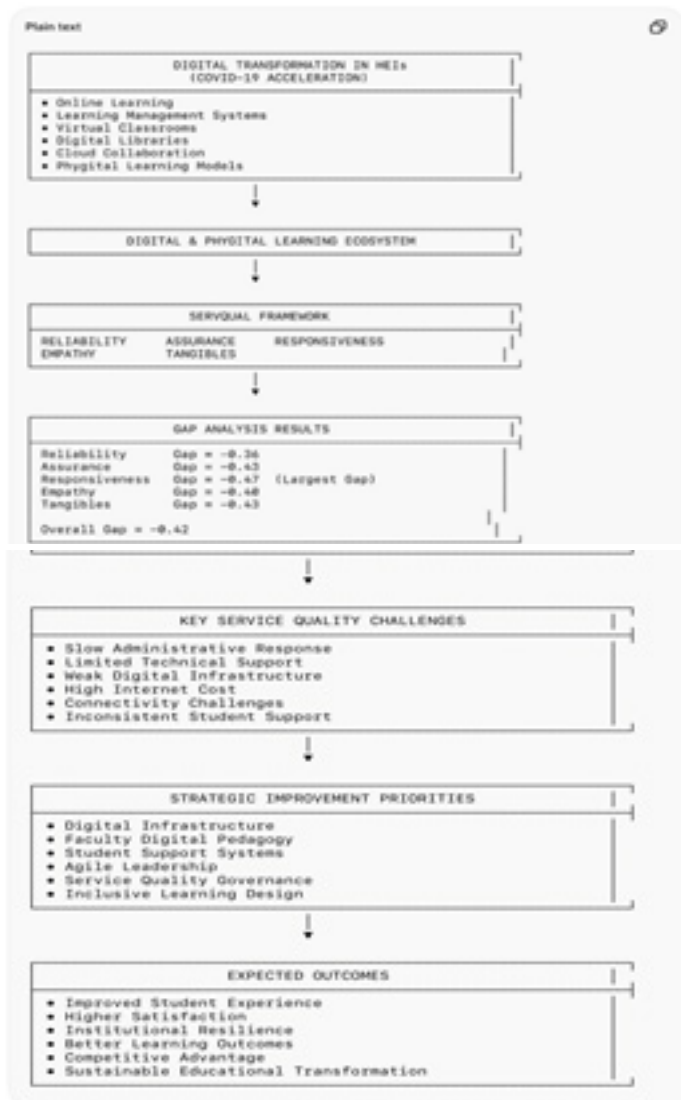 Plain text
DIGITAL TRANSFORMATION IN HEIs
(COVID-19 ACCELERATION)
• Online Learning
• Learning Management Systems
• Virtual Classrooms
• Digital Libraries
• Cloud Collaboration
• Phygital Learning Models
DIGITAL & PHYGITAL LEARNING ECOSYSTEM
SERVQUAL FRAMEWORK
RELIABILITY ASSURANCE RESPONSIVENESS
EMPATHY TANGIBLES
GAP ANALYSIS RESULTS
Reliability Gap = -0.36
Assurance Gap = -0.43
Responsiveness Gap = -0.47 (Largest Gap)
Empathy Gap = -0.40
Tangibles Gap = -0.43
Overall Gap = -0.42
KEY SERVICE QUALITY CHALLENGES
• Slow Administrative Response
• Limited Technical Support
• Weak Digital Infrastructure
• High Internet Cost
• Connectivity Challenges
• Inconsistent Student Support
STRATEGIC IMPROVEMENT PRIORITIES
• Digital Infrastructure
• Faculty Digital Pedagogy
• Student Support Systems
• Agile Leadership
• Service Quality Governance
• Inclusive Learning Design
EXPECTED OUTCOMES
• Improved Student Experience
• Higher Satisfaction
• Institutional Resilience
• Better Learning Outcomes
• Competitive Advantage
• Sustainable Educational Transformation